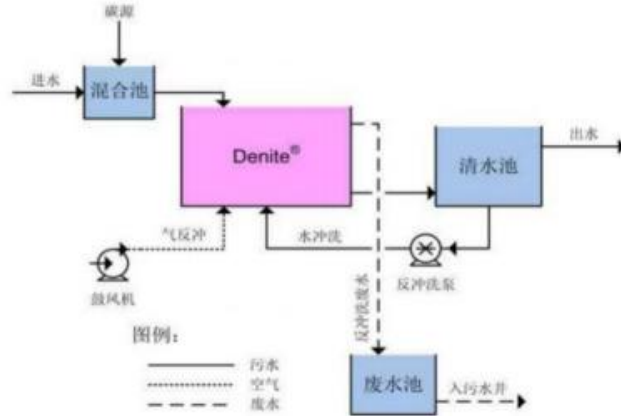 碳源
进水
混合池
Denite®
清水池
出水
气反冲
水冲洗
鼓风机
反冲洗泵
反冲洗废水
图例：
污水
空气
废水
废水池
入污水井